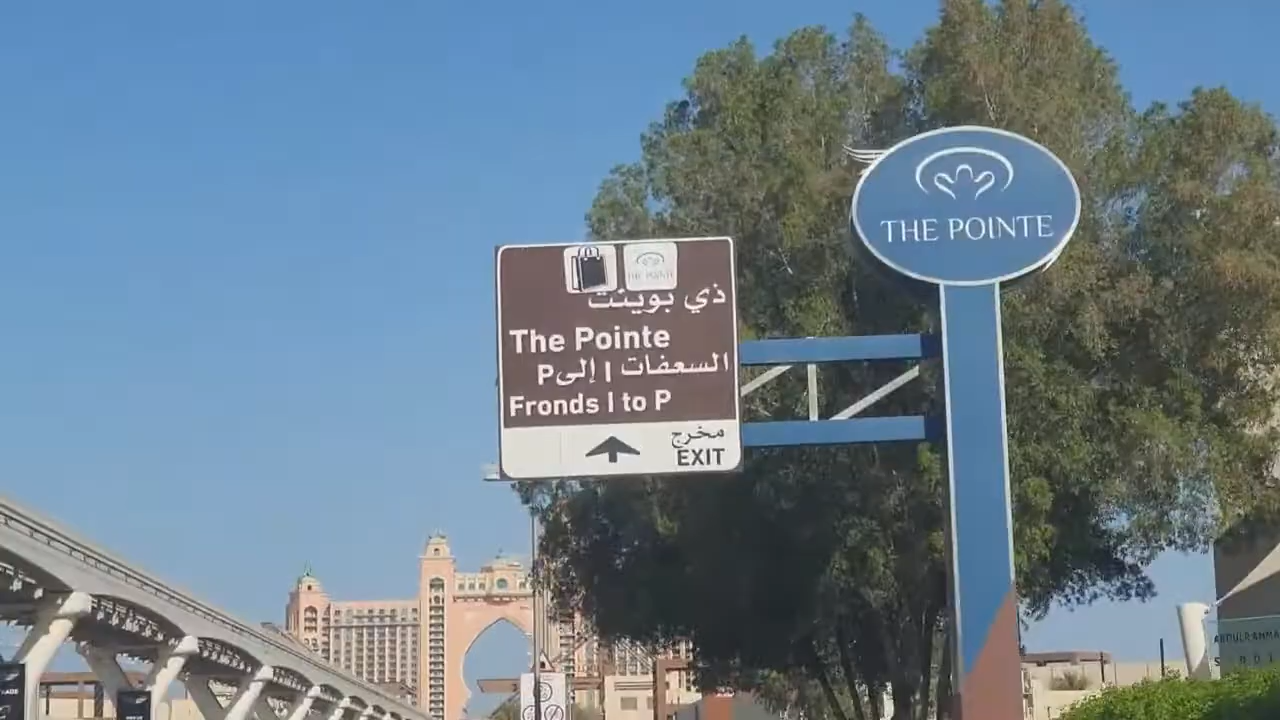 THE POINTE
THE POINTE
ذي بوينت
The Pointe
السعفات I إلى P
Fronds I to P
مخرج
EXIT